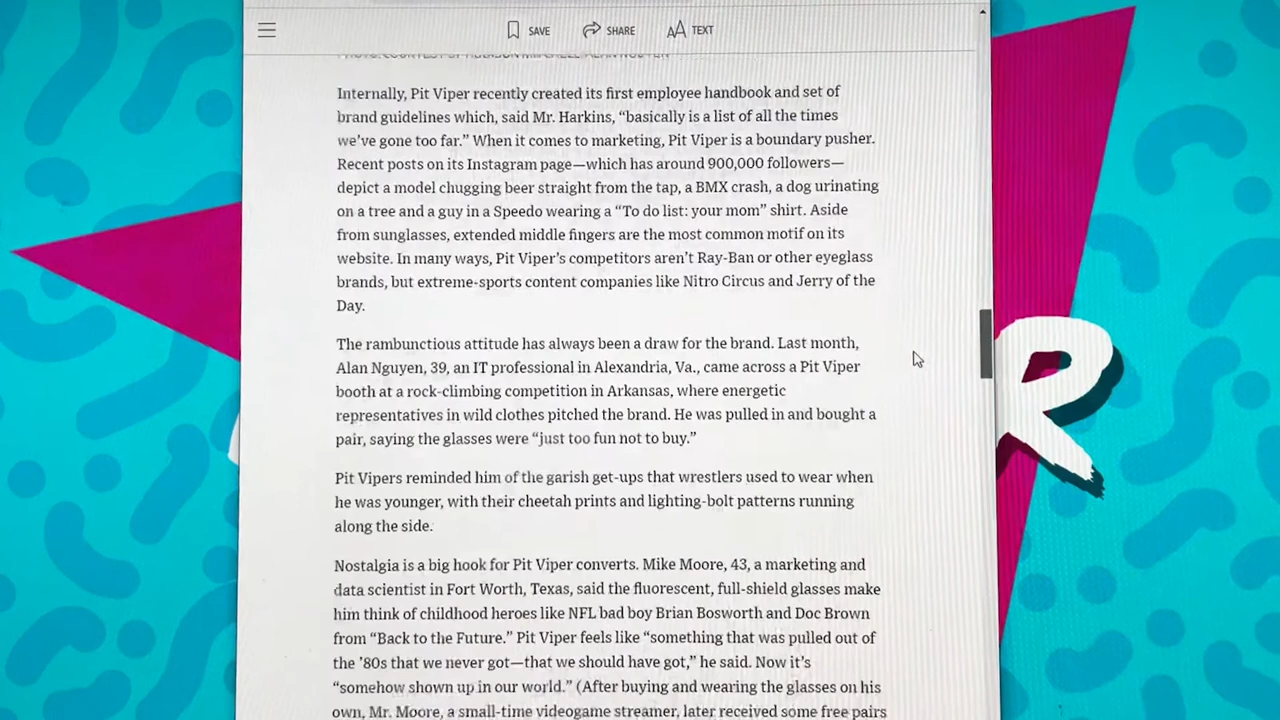 SAVE SHARE TEXT
Internally, Pit Viper recently created its first employee handbook and set of
brand guidelines which, said Mr. Harkins, “basically is a list of all the times
we’ve gone too far.” When it comes to marketing, Pit Viper is a boundary pusher.
Recent posts on its Instagram page—which has around 900,000 followers—
depict a model chugging beer straight from the tap, a BMX crash, a dog urinating
on a tree and a guy in a Speedo wearing a “To do list: your mom” shirt. Aside
from sunglasses, extended middle fingers are the most common motif on its
website. In many ways, Pit Viper’s competitors aren’t Ray-Ban or other eyeglass
brands, but extreme-sports content companies like Nitro Circus and Jerry of the
Day.
The rambunctious attitude has always been a draw for the brand. Last month,
Alan Nguyen, 39, an IT professional in Alexandria, Va., came across a Pit Viper
booth at a rock-climbing competition in Arkansas, where energetic
representatives in wild clothes pitched the brand. He was pulled in and bought a
pair, saying the glasses were “just too fun not to buy.”
Pit Vipers reminded him of the garish get-ups that wrestlers used to wear when
he was younger, with their cheetah prints and lighting-bolt patterns running
along the side.
Nostalgia is a big hook for Pit Viper converts. Mike Moore, 43, a marketing and
data scientist in Fort Worth, Texas, said the fluorescent, full-shield glasses make
him think of childhood heroes like NFL bad boy Brian Bosworth and Doc Brown
from “Back to the Future.” Pit Viper feels like “something that was pulled out of
the ’80s that we never got—that we should have got,” he said. Now it’s
“somehow shown up in our world.” (After buying and wearing the glasses on his
own, Mr. Moore, a small-time videogame streamer, later received some free pairs
R